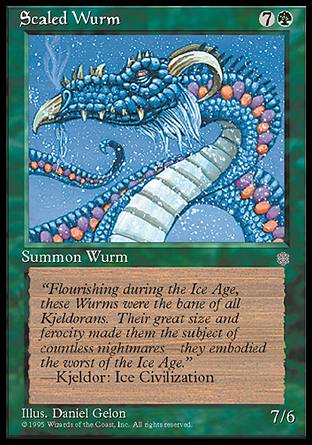 Scaled Wurm 7
Summon Wurm
“Flourishing during the Ice Age,
these Wurms were the bane of all
Kjeldorans. Their great size and
ferocity made them the subject of
countless nightmares—they embodied
the worst of the Ice Age.”
—Kjeldor: Ice Civilization
Illus. Daniel Gelon
©1995 Wizards of the Coast, Inc. All rights reserved.
7/6